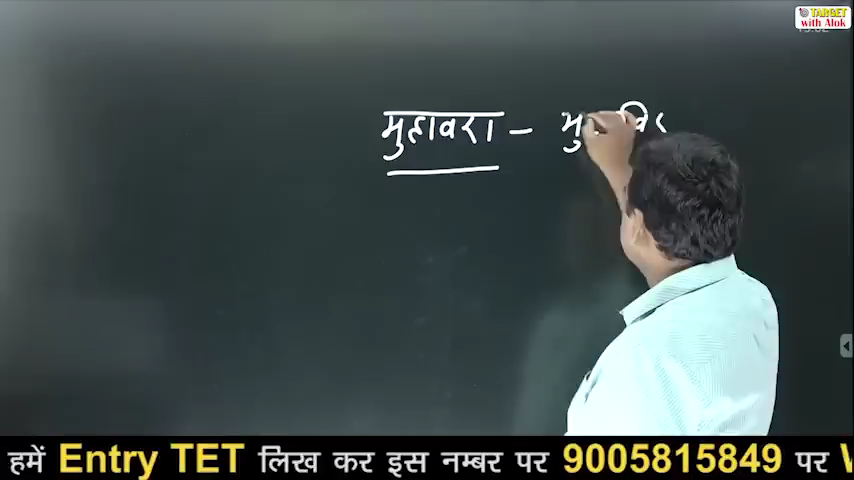 TARGET
with Alok
मुहावरा –
हमें Entry TET लिख कर इस नम्बर पर 9005815849 पर